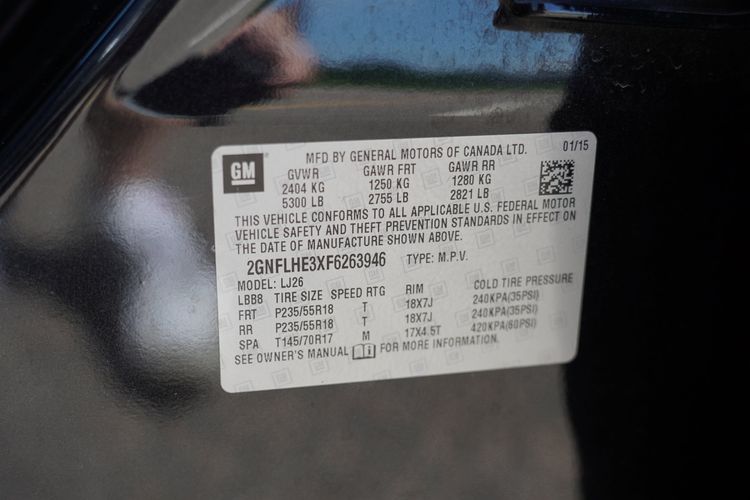 GM
MFD BY GENERAL MOTORS OF CANADA LTD. 01/15
GVWR GAWR FRT GAWR RR
2404 KG 1250 KG 1280 KG
5300 LB 2755 LB 2821 LB
THIS VEHICLE CONFORMS TO ALL APPLICABLE U.S. FEDERAL MOTOR
VEHICLE SAFETY AND THEFT PREVENTION STANDARDS IN EFFECT ON
THE DATE OF MANUFACTURE SHOWN ABOVE.
2GNFLHE3XF6263946 TYPE: M.P.V.
MODEL: LJ26
LBB8 TIRE SIZE SPEED RTG RIM COLD TIRE PRESSURE
FRT P235/55R18 T 18X7J 240KPA(35PSI)
RR P235/55R18 T 18X7J 240KPA(35PSI)
SPA T145/70R17 M 17X4.5T 420KPA(60PSI)
SEE OWNER'S MANUAL FOR MORE INFORMATION.